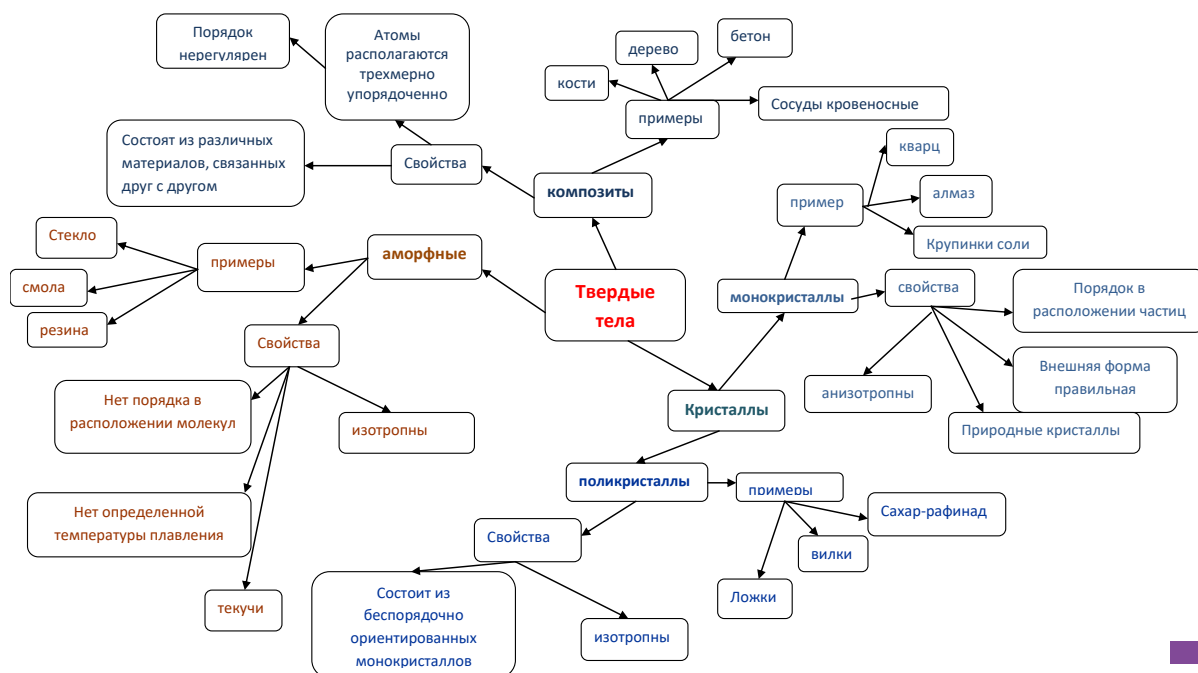 Порядок
нерегулярен
Атомы
располагаются
трехмерно
упорядоченно
дерево
бетон
кости
Сосуды кровеносные
примеры
Состоят из различных
материалов, связанных
друг с другом
Свойства
композиты
кварц
пример
алмаз
Крупинки соли
Стекло
примеры
аморфные
смола
резина
Твердые
тела
монокристаллы
свойства
Порядок в
расположении частиц
Свойства
Внешняя форма
правильная
анизотропны
Природные кристаллы
Нет порядка в
расположении молекул
изотропны
Кристаллы
поликристаллы
примеры
Сахар-рафинад
вилки
Ложки
Нет определенной
температуры плавления
Свойства
текучи
Состоит из
беспорядочно
ориентированных
монокристаллов
изотропны